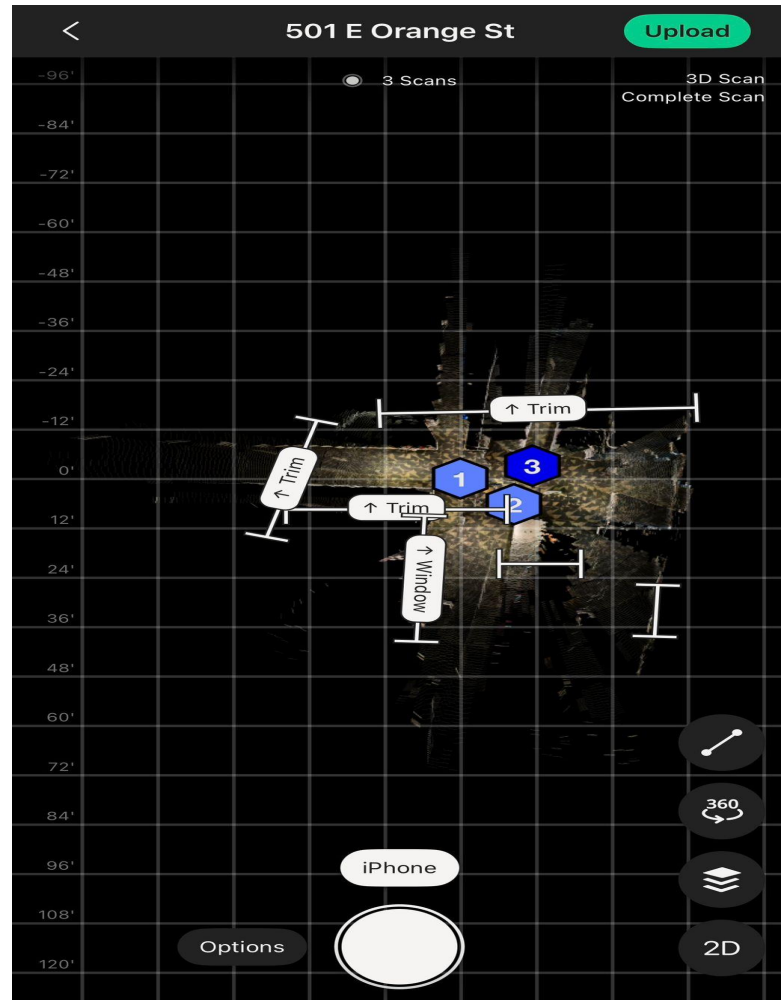 501 E Orange St
Upload
3 Scans
3D Scan
Complete Scan
-96'
-84'
-72'
-60'
-48'
-36'
-24'
-12'
↑ Trim
↑ Trim
0'
1
3
2
↑ Trim
12'
↑ Window
24'
36'
48'
60'
72'
360
84'
96'
iPhone
108'
Options
2D
120'